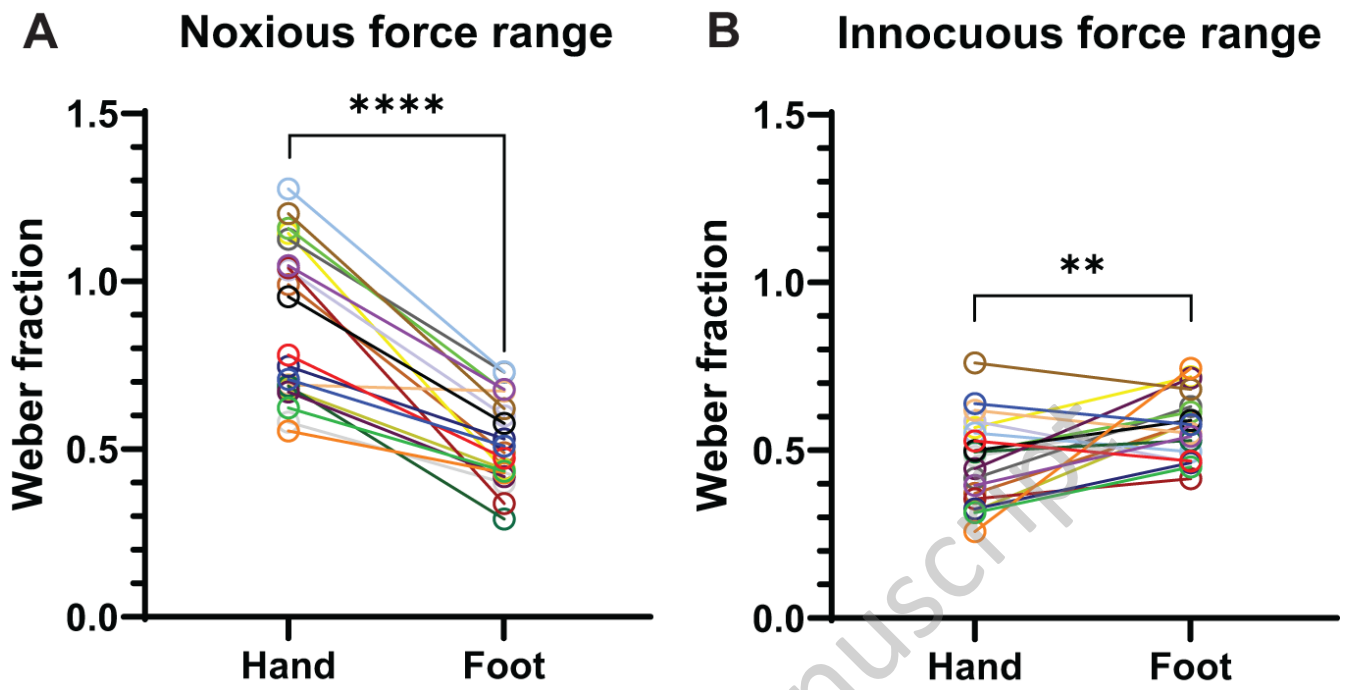 A Noxious force range
B Innocuous force range
****
**
Weber fraction
1.5
1.0
0.5
0.0
Hand Foot
Weber fraction
1.5
1.0
0.5
0.0
Hand Foot
nuscript